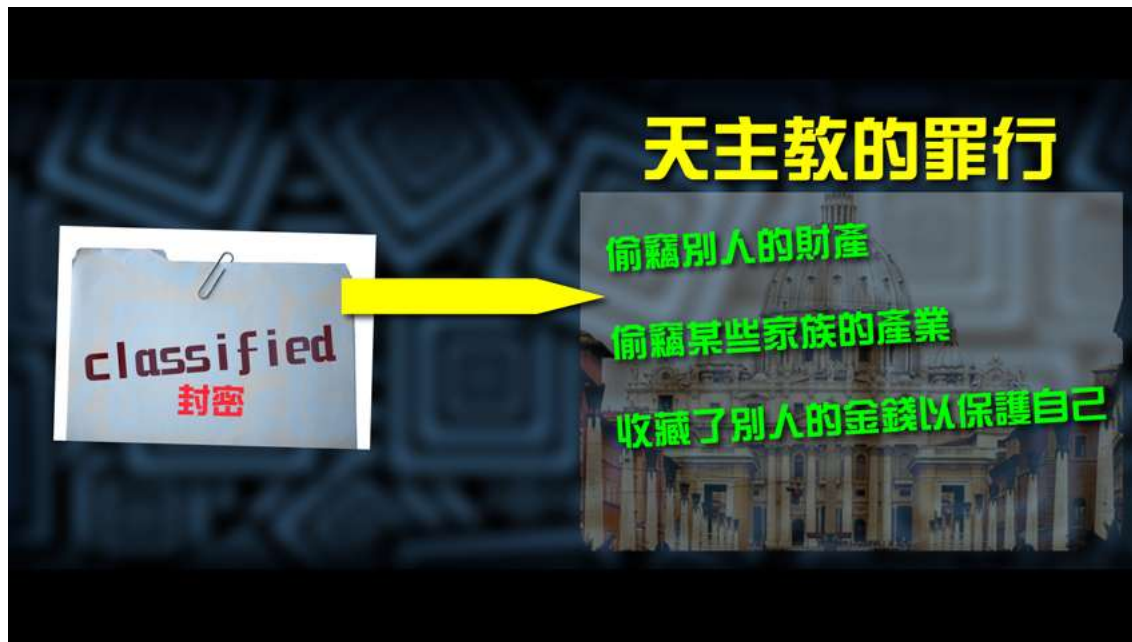 天主教的罪行
classified
封密
偷竊別人的財產
偷竊某些家族的產業
收藏了別人的金錢以保護自己